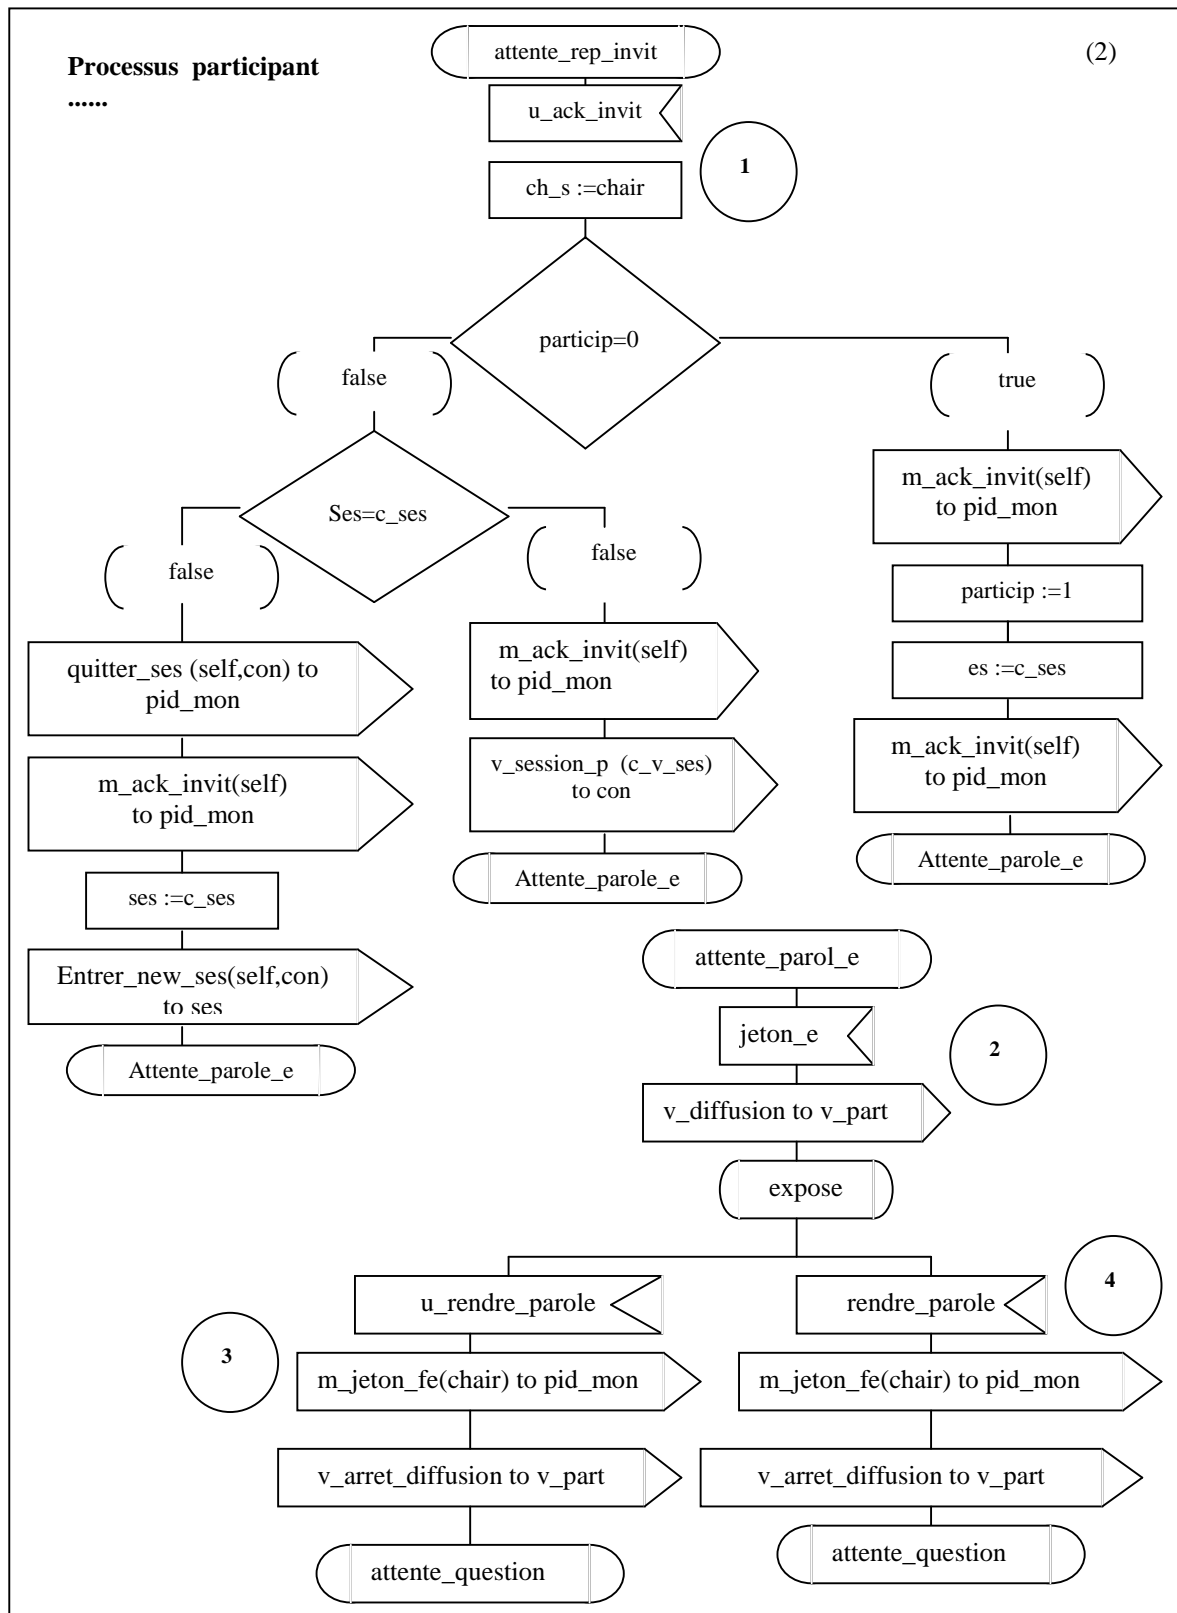 Processus participant
......
(2)
attente_rep_invit
u_ack_invit
1
ch_s :=chair
particip=0
false
true
Ses=c_ses
false
false
m_ack_invit(self)
to pid_mon
particip :=1
es :=c_ses
m_ack_invit(self)
to pid_mon
Attente_parole_e
quitter_ses (self,con) to
pid_mon
m_ack_invit(self)
to pid_mon
ses :=c_ses
Entrer_new_ses(self,con)
to ses
Attente_parole_e
m_ack_invit(self)
to pid_mon
v_session_p (c_v_ses)
to con
Attente_parole_e
attente_parol_e
jeton_e
2
v_diffusion to v_part
expose
u_rendre_parole
3
m_jeton_fe(chair) to pid_mon
v_arret_diffusion to v_part
attente_question
rendre_parole
4
m_jeton_fe(chair) to pid_mon
v_arret_diffusion to v_part
attente_question